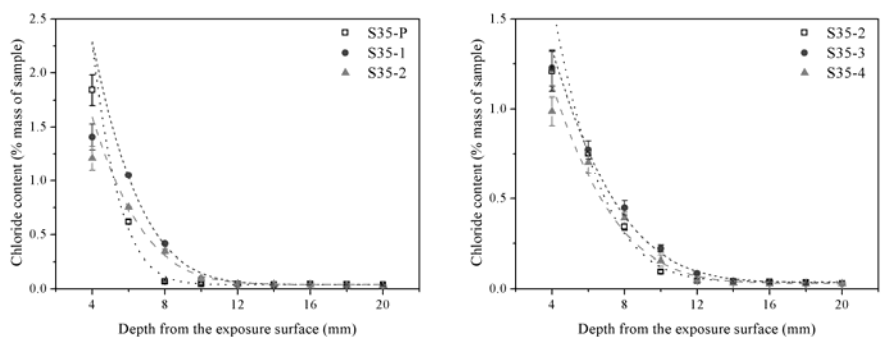 2.5
2.0
1.5
1.0
0.5
0.0
Chloride content (% mass of sample)
S35-P
S35-1
S35-2
4 8 12 16 20
Depth from the exposure surface (mm)
1.5
1.0
0.5
0.0
Chloride content (% mass of sample)
S35-2
S35-3
S35-4
4 8 12 16 20
Depth from the exposure surface (mm)